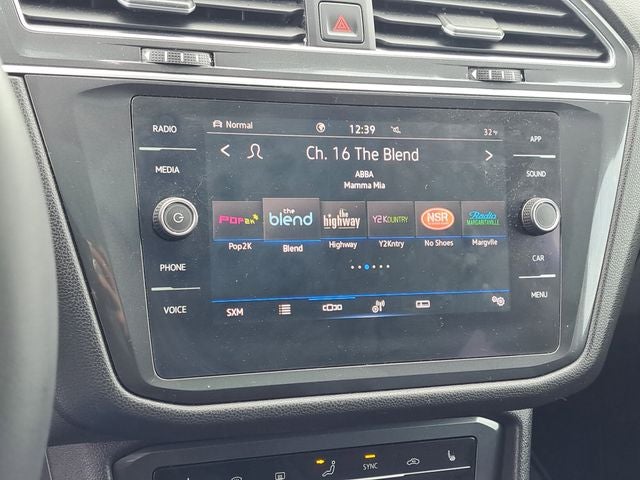 RADIO
MEDIA
PHONE
VOICE
APP
SOUND
CAR
MENU
Normal 12:39 32°F
Ch. 16 The Blend
ABBA
Mamma Mia
POP2K the blend the highway Y2KOUNTRY NSR Radio MARGARITAVILLE
Pop2K Blend Highway Y2Kntry No Shoes Margvlle
SXM
SYNC